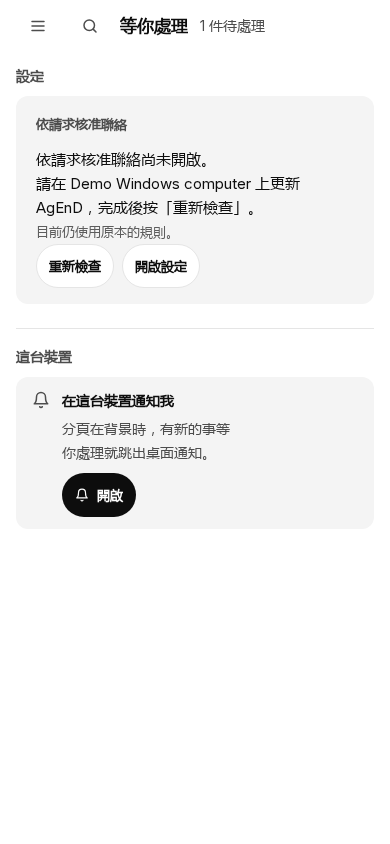 等你處理 1 件待處理
設定
依請求核准聯絡
依請求核准聯絡尚未開啟。
請在 Demo Windows computer 上更新
AgenD，完成後按「重新檢查」。
目前仍使用原本的規則。
重新檢查 開啟設定
這台裝置
在這台裝置通知我
分頁在背景時，有新的事等
你處理就跳出桌面通知。
開啟